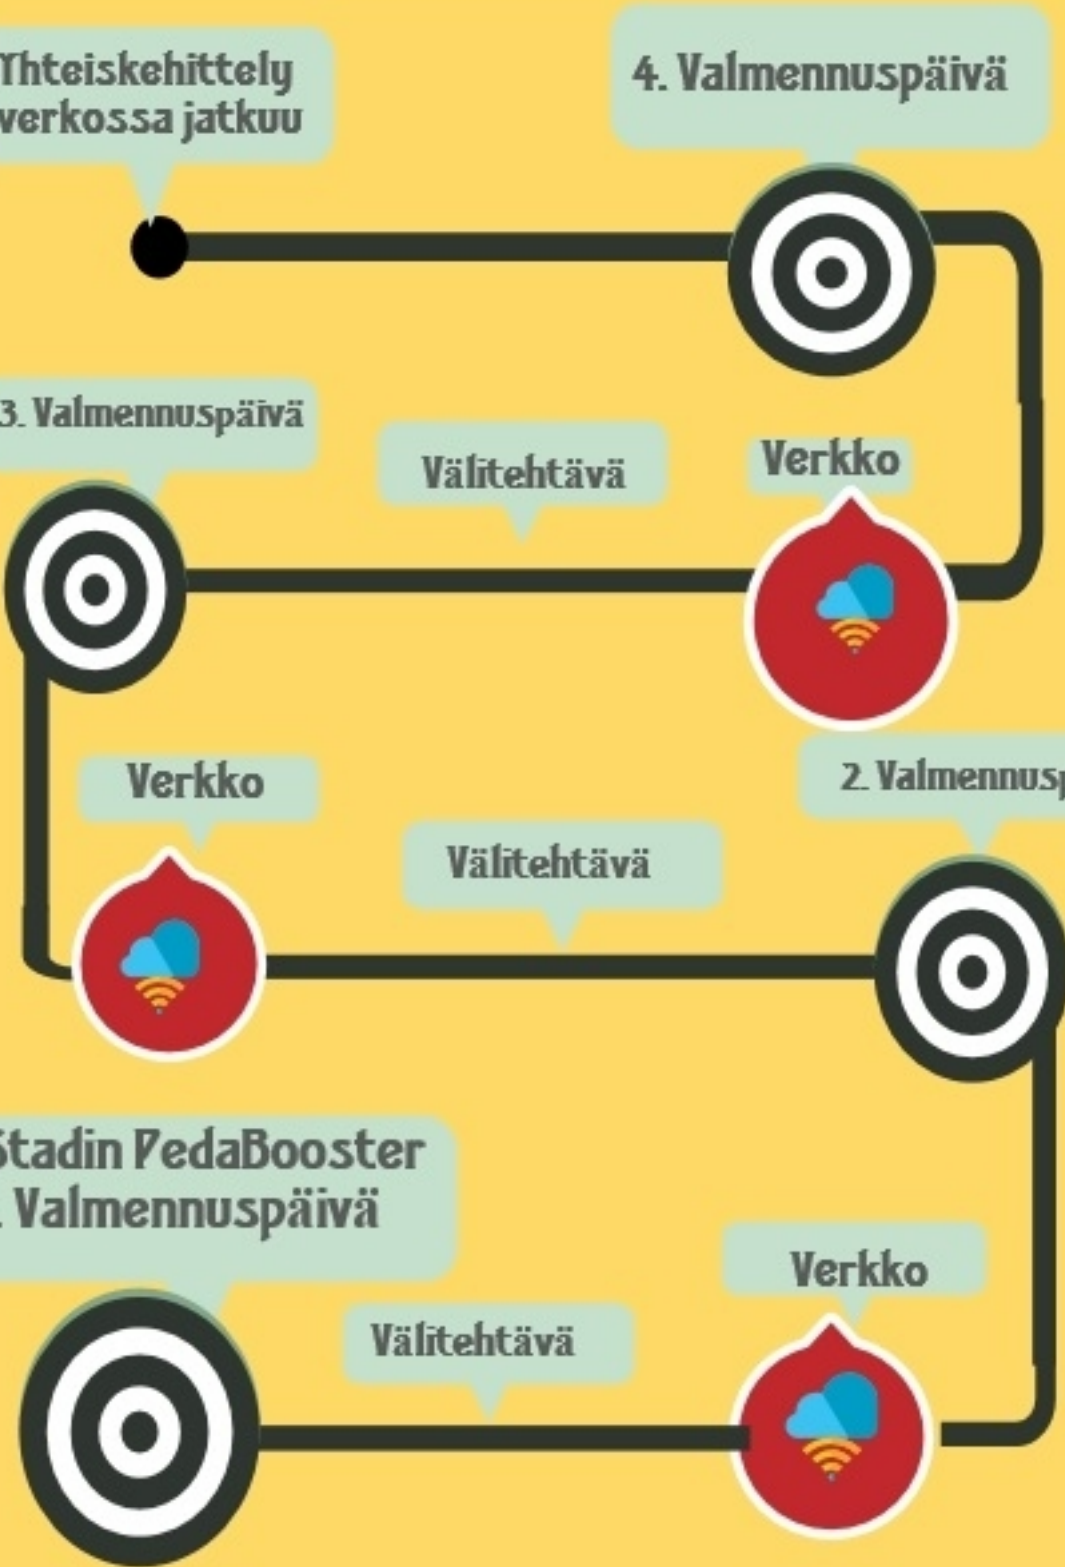 Yhteiskehittely
verkossa jatkuu
4. Valmennuspäivä
3. Valmennuspäivä
Välitehtävä
Verkko
Verkko
Välitehtävä
2. Valmennusp
Stadin PedaBooster
. Valmennuspäivä
Välitehtävä
Verkko